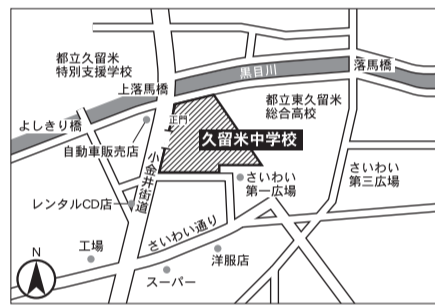 都立久留米
特別支援学校
上落馬橋
黒目川
落馬橋
都立東久留米
総合高校
よしきり橋
正門
自動車販売店
久留米中学校
小金井街道
さいわい
第一広場
さいわい
第三広場
レンタルCD店
さいわい通り
工場
洋服店
スーパー
N